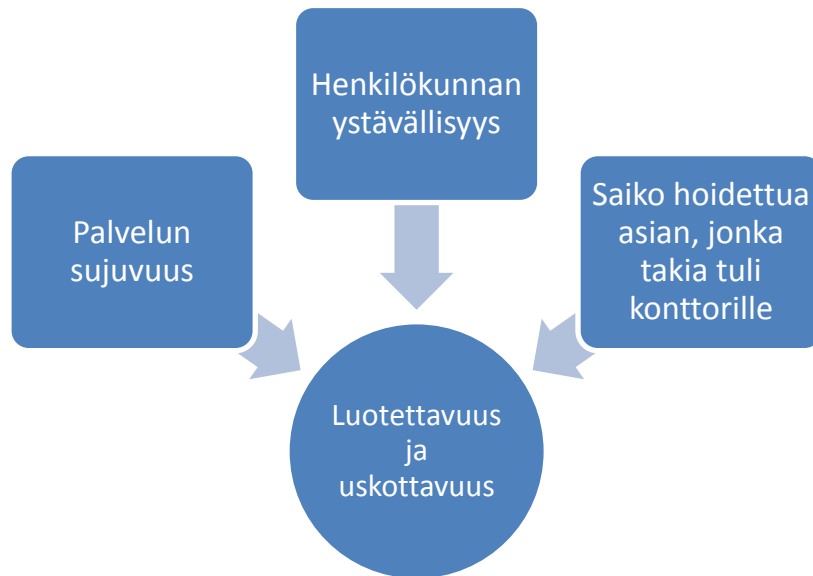 Henkilökunnan
ystävällisyys
Palvelun
sujuvuus
Saiko hoidettua
asian, jonka
takia tuli
konttorille
Luotettavuus
ja
uskottavuus